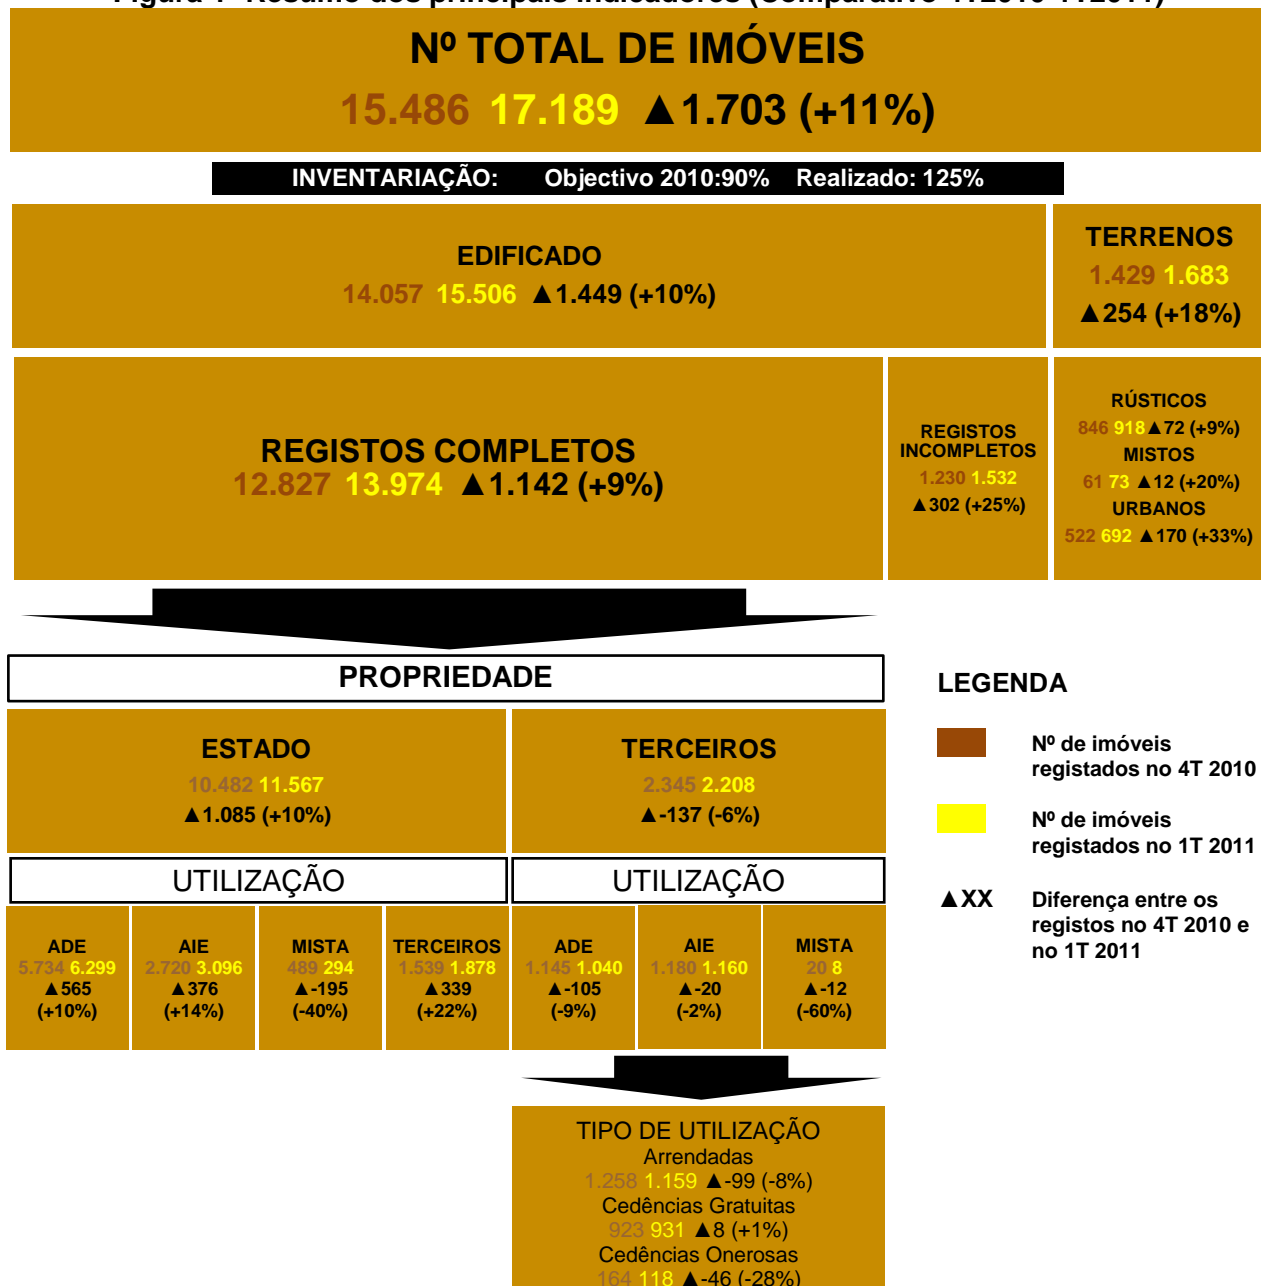 Figura 1- Resumo dos principais indicadores (Comparativo 4T2010-1T2011)
Nº TOTAL DE IMÓVEIS
15.486 17.189 ▲1.703 (+11%)
INVENTARIAÇÃO: Objectivo 2010:90% Realizado: 125%
EDIFICADO
14.057 15.506 ▲1.449 (+10%)
TERRENOS
1.429 1.683
▲254 (+18%)
REGISTOS COMPLETOS
12.827 13.974 ▲1.142 (+9%)
REGISTOS
INCOMPLETOS
1.230 1.532
▲302 (+25%)
RÚSTICOS
846 918▲72 (+9%)
MISTOS
61 73 ▲12 (+20%)
URBANOS
522 692 ▲170 (+33%)
PROPRIEDADE
ESTADO
10.482 11.567
▲1.085 (+10%)
TERCEIROS
2.345 2.208
▲-137 (-6%)
UTILIZAÇÃO
UTILIZAÇÃO
ADE
5.734 6.299
▲565
(+10%)
AIE
2.720 3.096
▲376
(+14%)
MISTA
489 294
▲-195
(-40%)
TERCEIROS
1.539 1.878
▲339
(+22%)
ADE
1.145 1.040
▲-105
(-9%)
AIE
1.180 1.160
▲-20
(-2%)
MISTA
20 8
▲-12
(-60%)
TIPO DE UTILIZAÇÃO
Arrendadas
1.258 1.159 ▲-99 (-8%)
Cedências Gratuitas
923 931 ▲8 (+1%)
Cedências Onerosas
164 118 ▲-46 (-28%)
LEGENDA
Nº de imóveis
registados no 4T 2010
Nº de imóveis
registados no 1T 2011
▲XX Diferença entre os
registos no 4T 2010 e
no 1T 2011